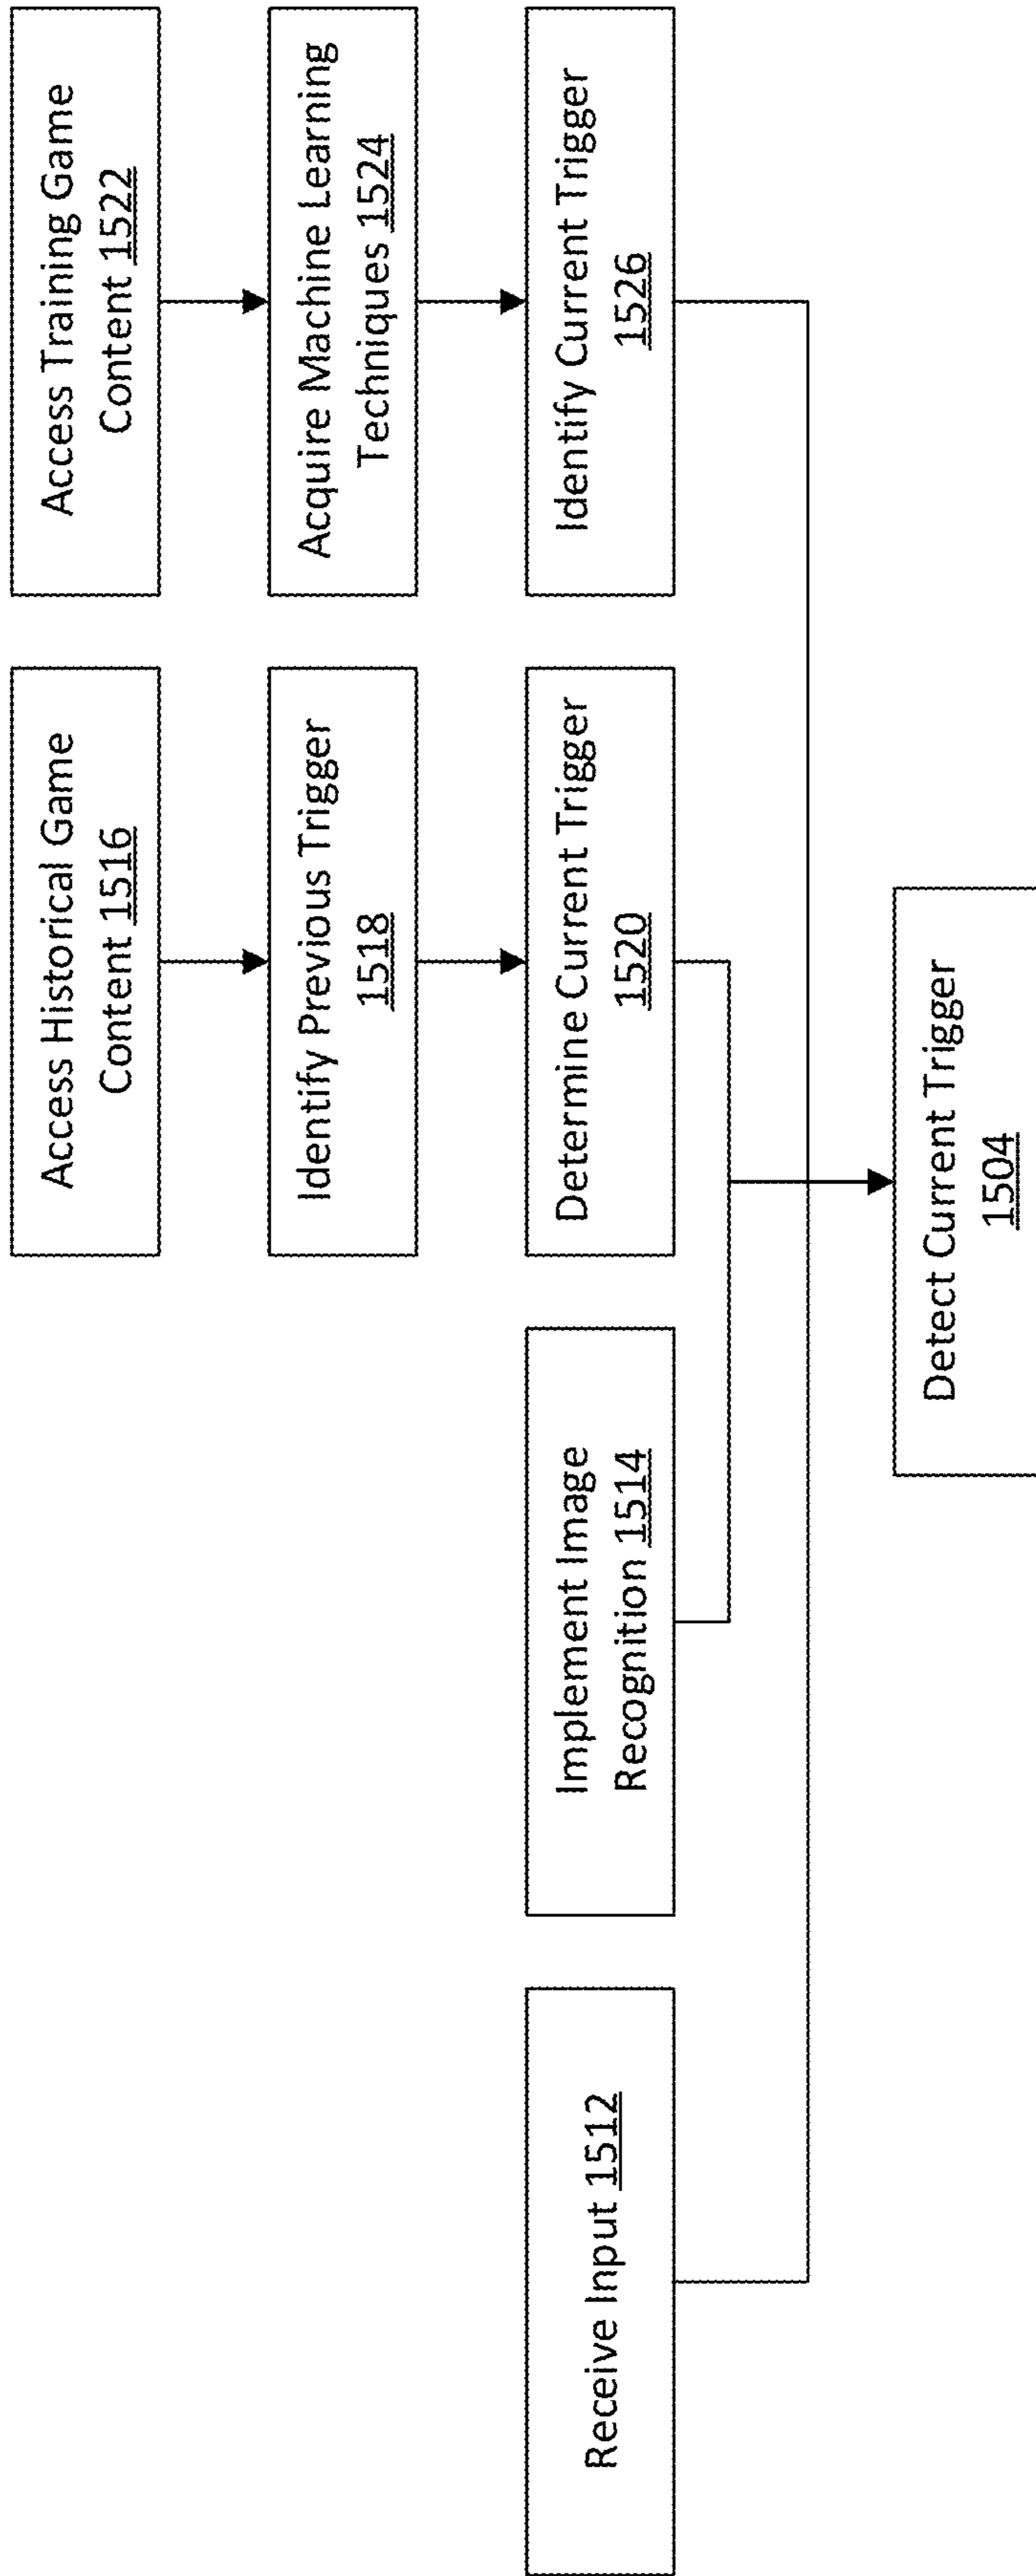 Access Historical Game
Content 1516
Access Training Game
Content 1522
Identify Previous Trigger
1518
Acquire Machine Learning
Techniques 1524
Receive Input 1512
Implement Image
Recognition 1514
Determine Current Trigger
1520
Identify Current Trigger
1526
Detect Current Trigger
1504